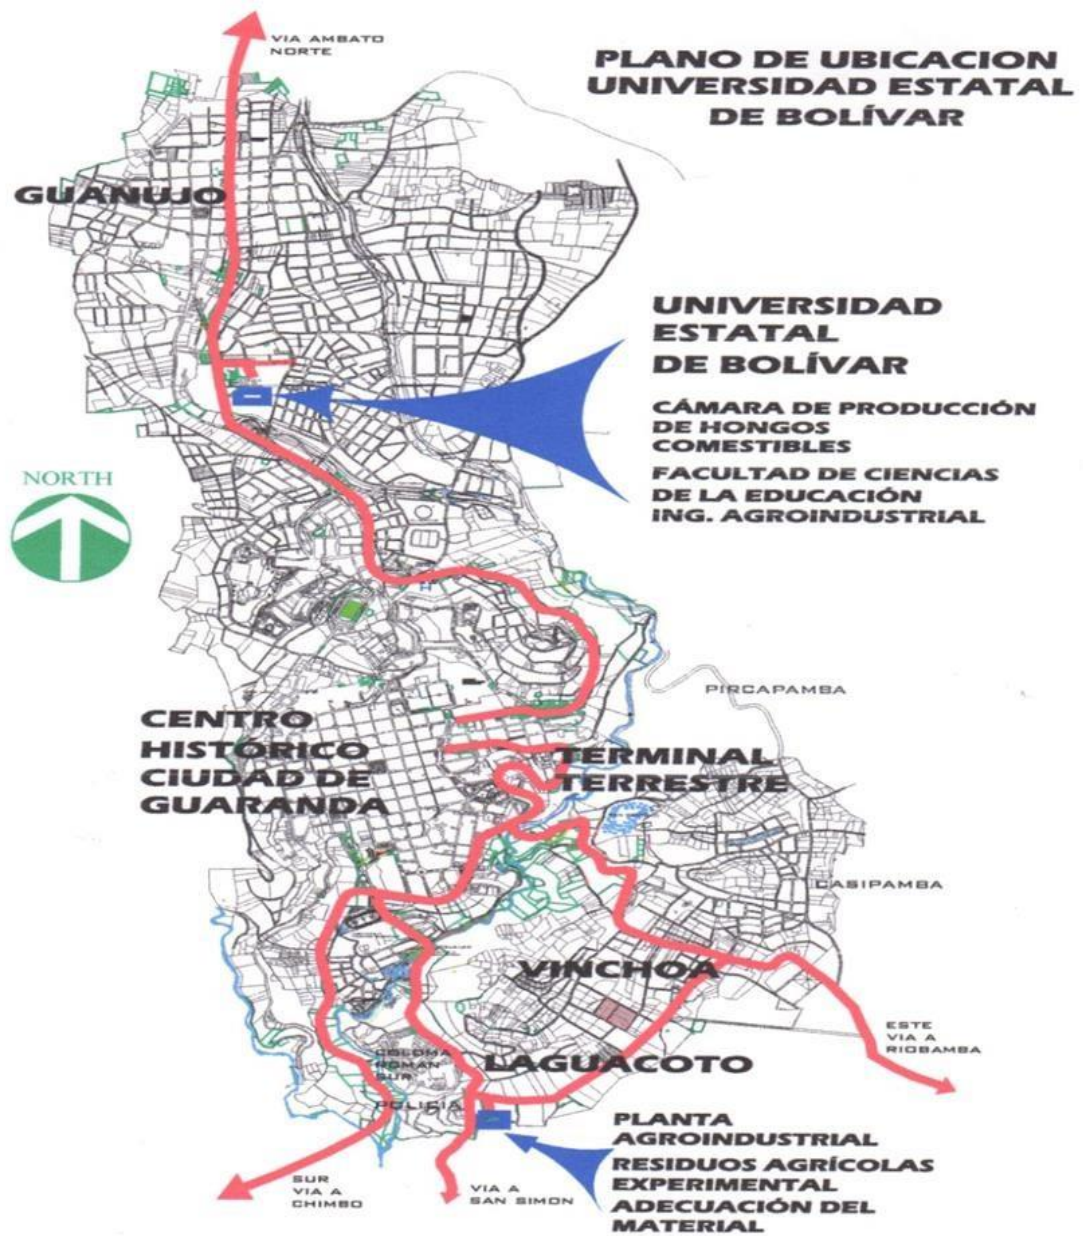 VIA AMBATO
NORTE
PLANO DE UBICACION
UNIVERSIDAD ESTATAL
DE BOLÍVAR
GUANUJO
UNIVERSIDAD
ESTATAL
DE BOLÍVAR
CÁMARA DE PRODUCCIÓN
DE HONGOS
COMESTIBLES
FACULTAD DE CIENCIAS
DE LA EDUCACIÓN
ING. AGROINDUSTRIAL
NORTH
PIRCAPAMBA
CENTRO
HISTÓRICO
CIUDAD DE
GUARANDA
TERMINAL
TERRESTRE
CASIPAMBA
VINCHOA
ESTE
VIA A
RIOBAMBA
COLOMA
ROMAN
SUR
LAGUACOTO
POLICIA
PLANTA
AGROINDUSTRIAL
RESIDUOS AGRÍCOLAS
EXPERIMENTAL
ADECUACIÓN DEL
MATERIAL
SUR
VIA A
CHIMBO
VIA A
SAN SIMON